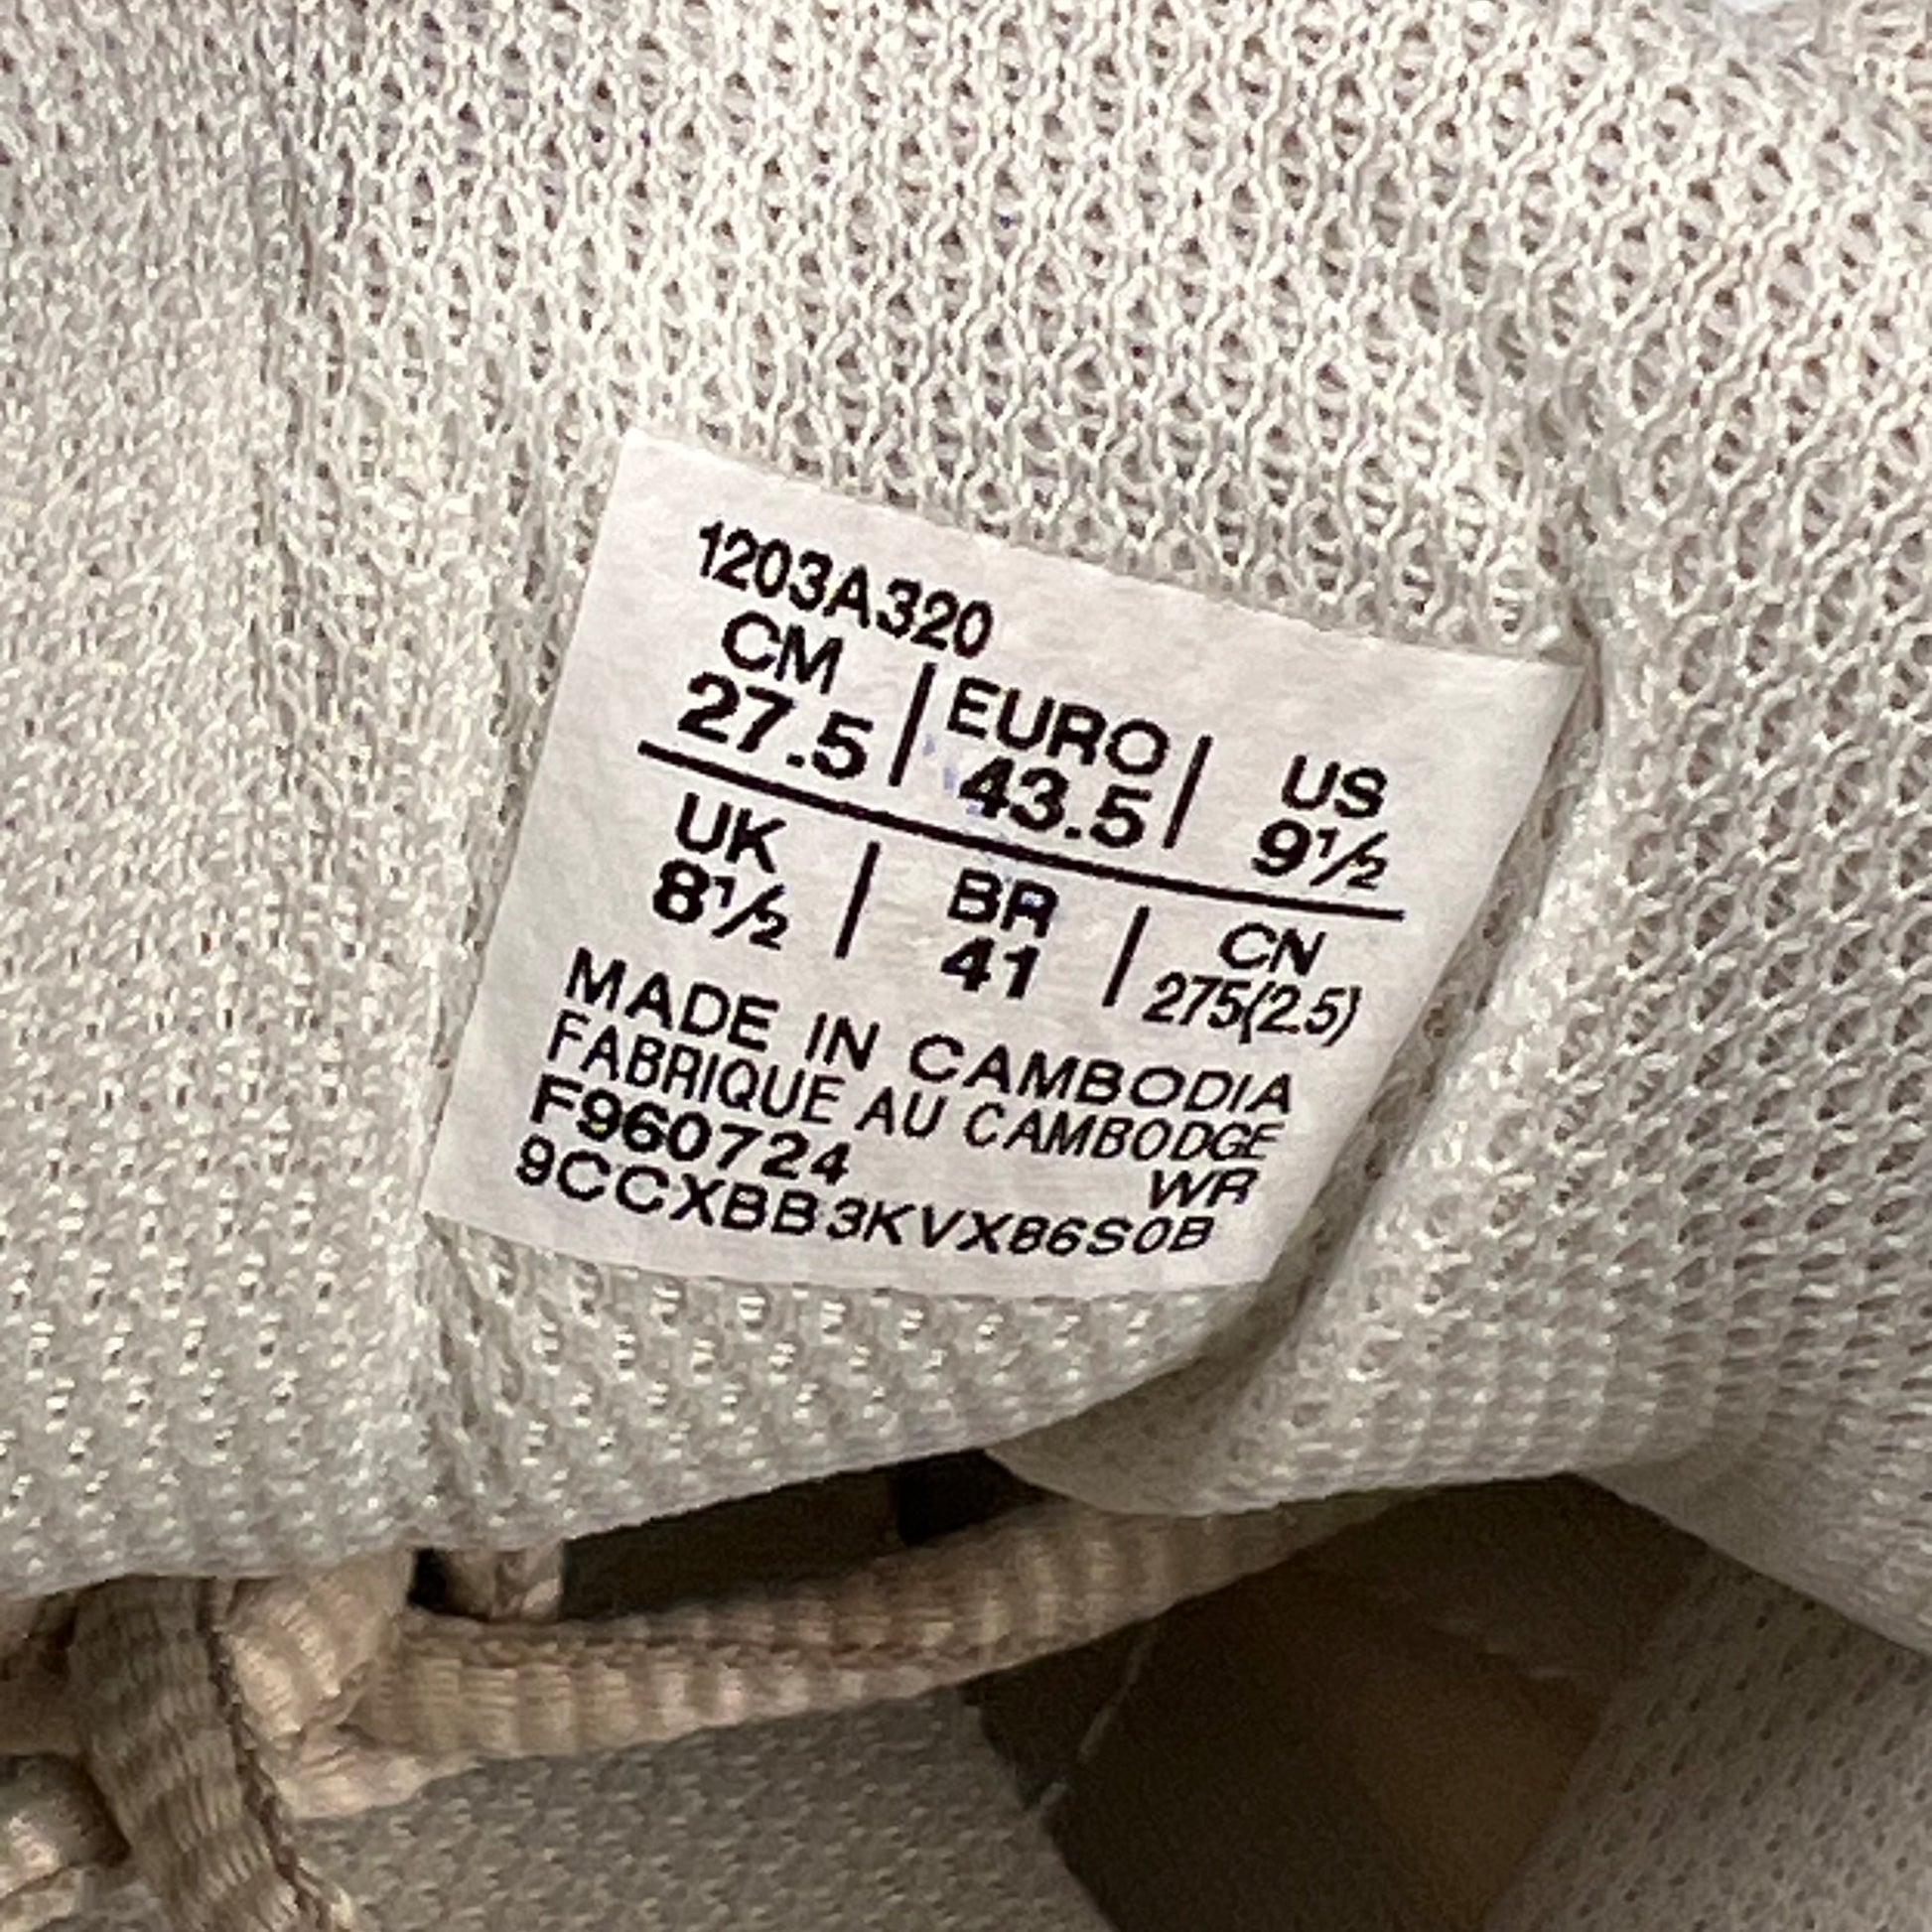 1203A320
CM | EURO | US
27.5 | 43.5 | 9½
UK | BR | CN
8½ | 41 | 275(2.5)
MADE IN CAMBODIA
FABRIQUE AU CAMBODGE
F960724 WR
9CCXBB3KVX86S0B